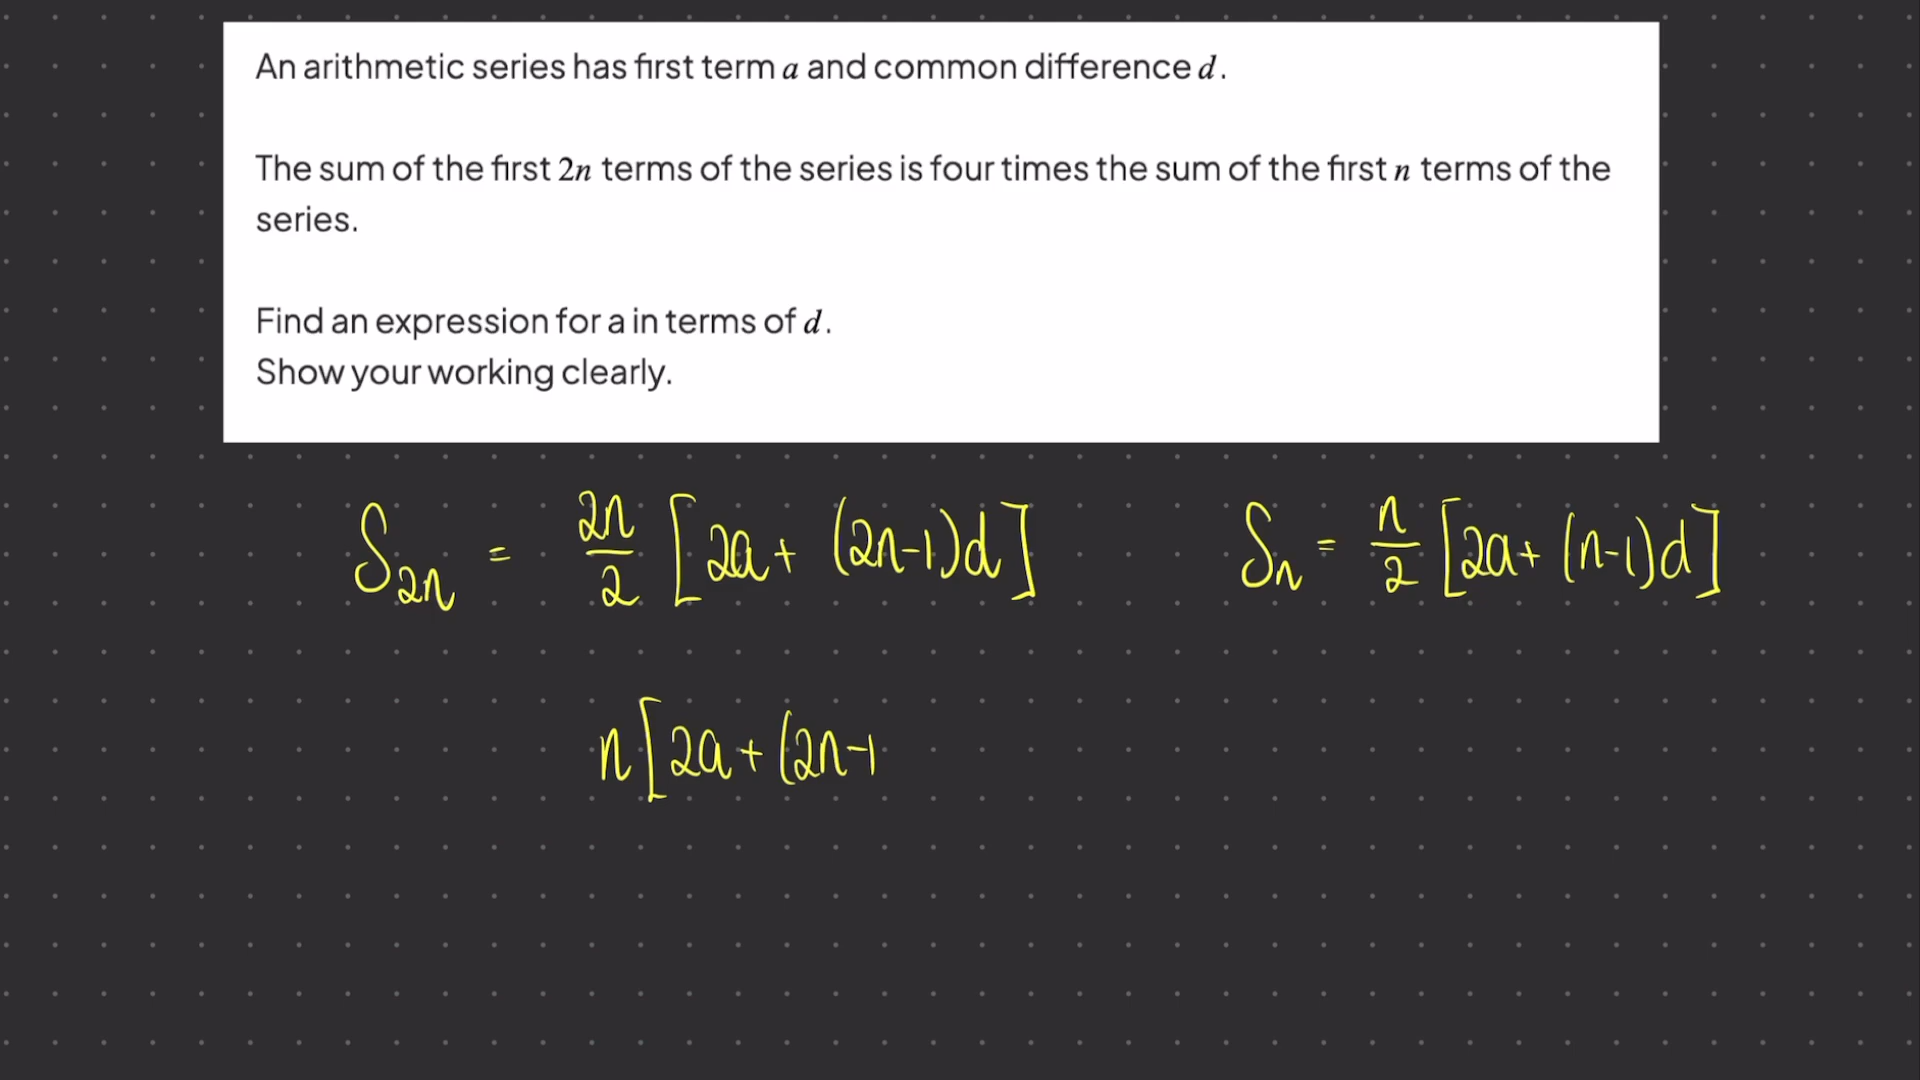 An arithmetic series has first term a and common difference d.
The sum of the first 2n terms of the series is four times the sum of the first n terms of the
series.
Find an expression for a in terms of d.
Show your working clearly.
S₂ₙ = 2n/2 [2a + (2n-1)d]
Sₙ = n/2 [2a + (n-1)d]
n[2a + (2n-1